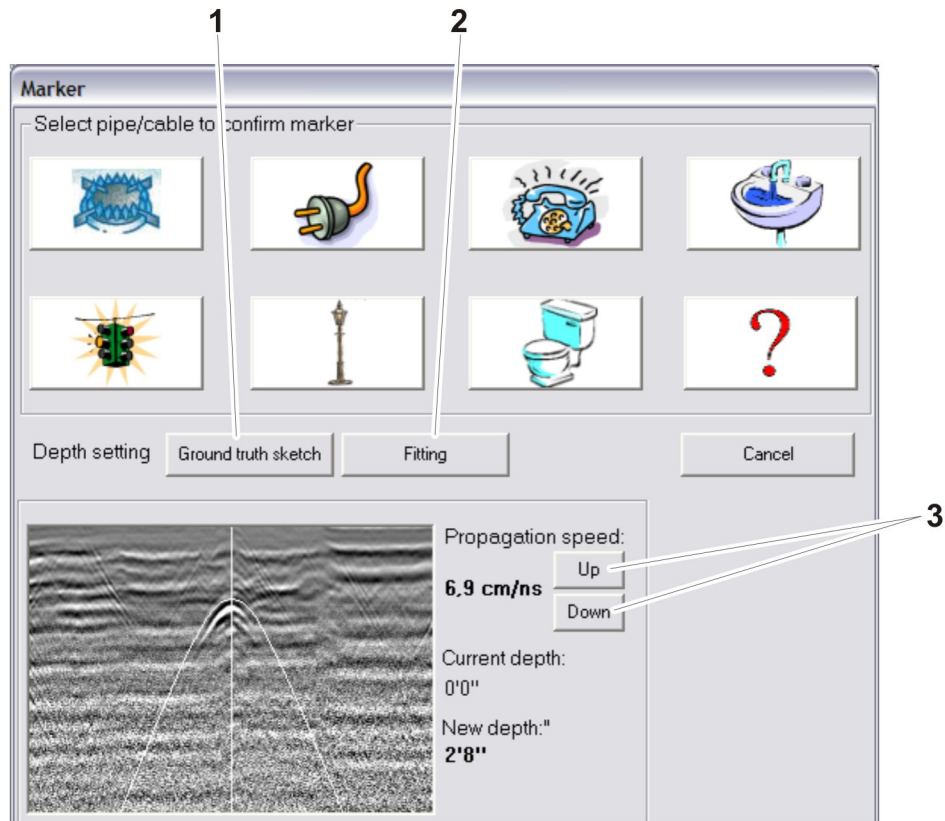 1 2
Marker
Select pipe/cable to confirm marker
Depth setting Ground truth sketch Fitting Cancel
Propagation speed:
Up
6,9 cm/ns
Down
3
Current depth:
0'0"
New depth:"
2'8"